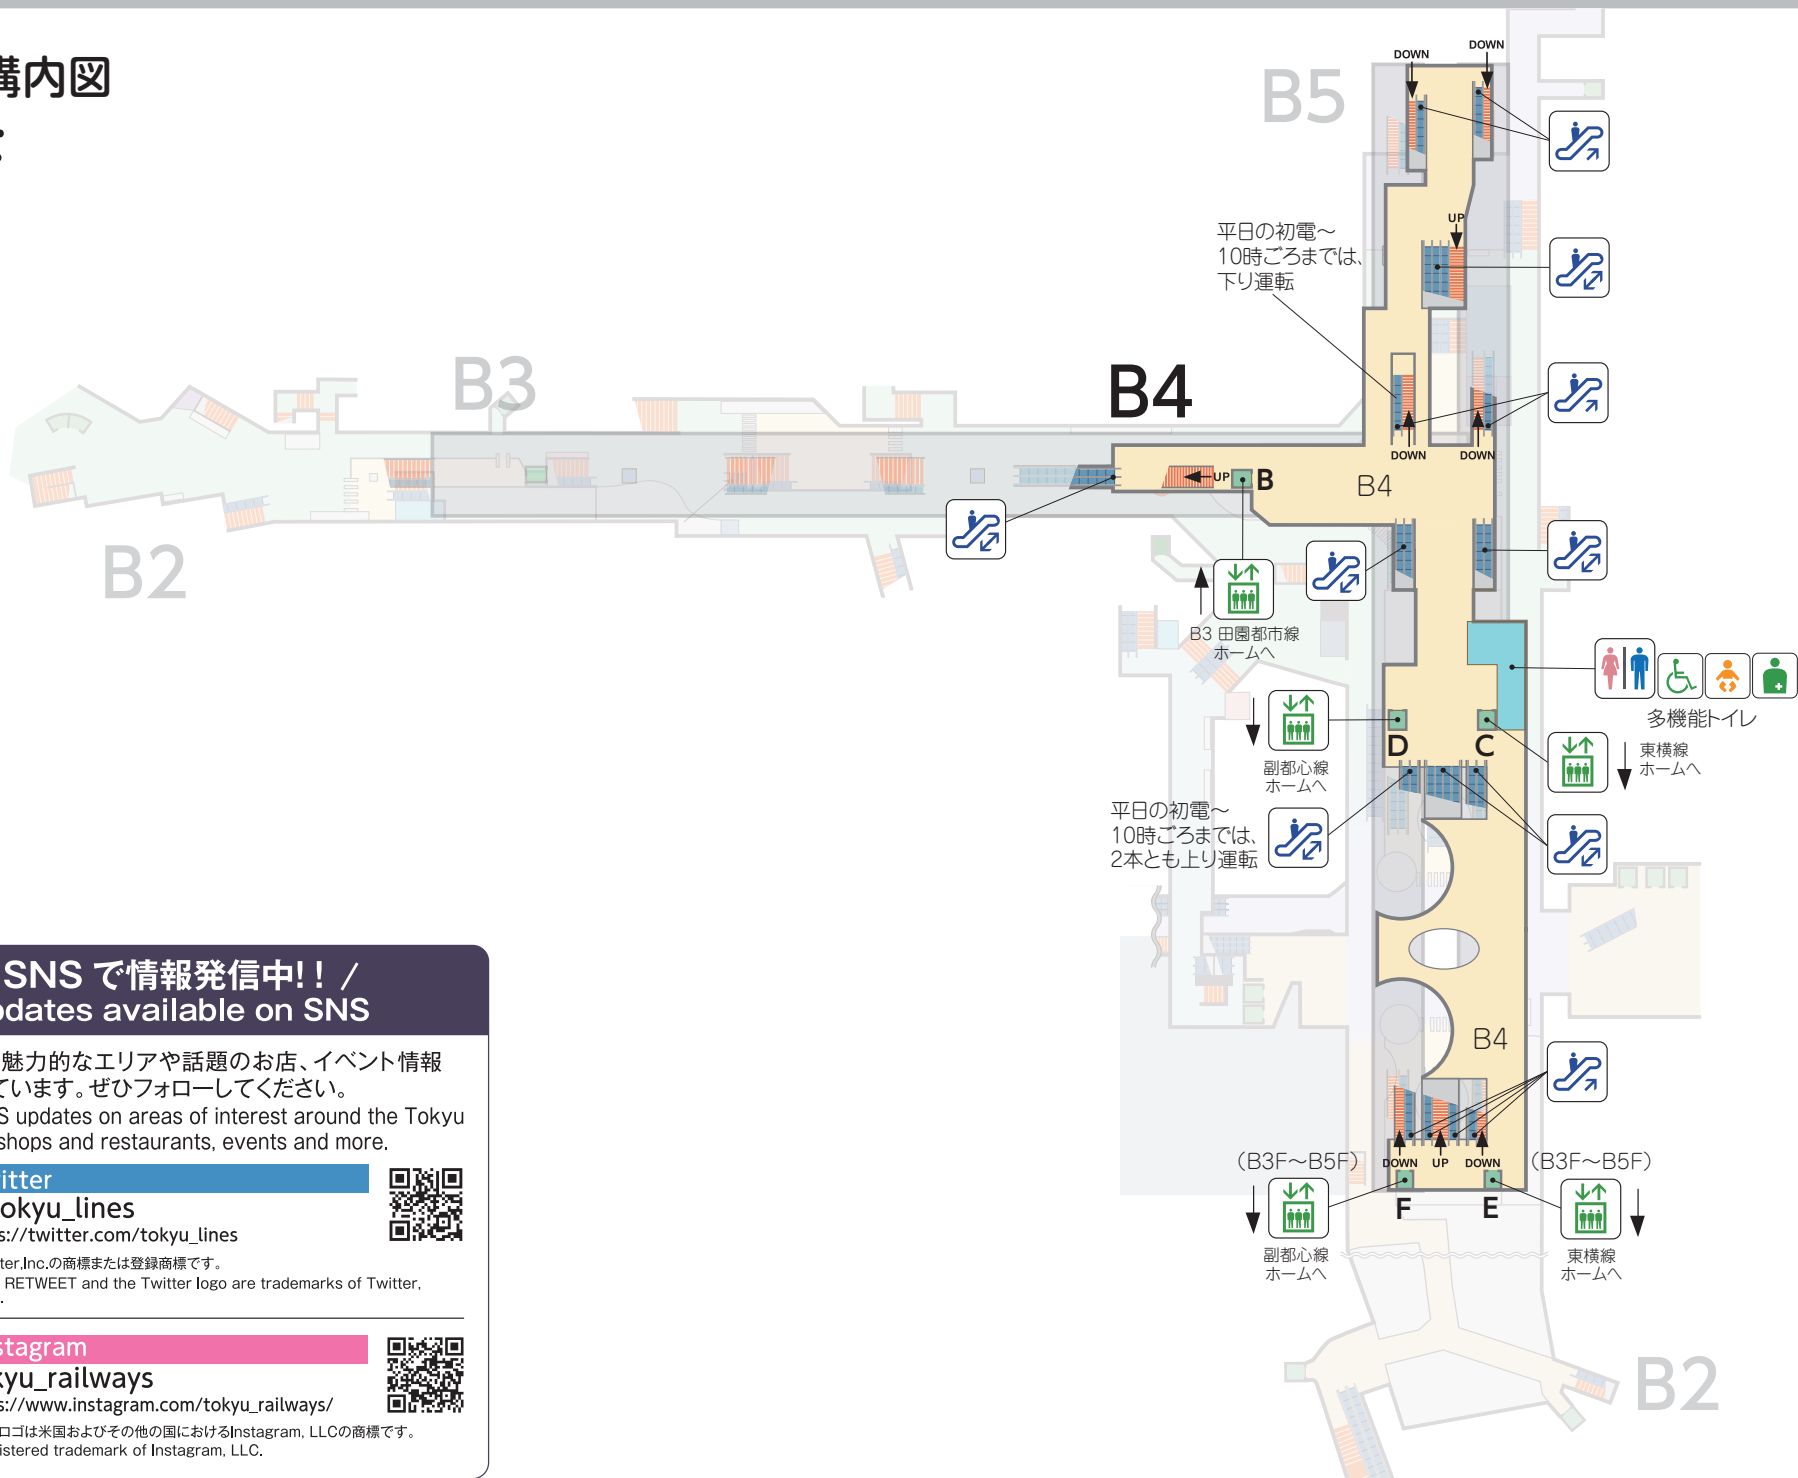 構内図
B5
DOWN
DOWN
UP
平日の初電〜
10時ごろまでは、
下り運転
B3
B4
DOWN
DOWN
UP
B
B4
B2
B3 田園都市線
ホームへ
多機能トイレ
D
C
副都心線
ホームへ
東横線
ホームへ
平日の初電〜
10時ごろまでは、
2本とも上り運転
B4
DOWN
UP
DOWN
(B3F〜B5F)
(B3F〜B5F)
F
E
副都心線
ホームへ
東横線
ホームへ
B2
SNS で情報発信中!! /
pdates available on SNS
魅力的なエリアや話題のお店、イベント情報
ています。ぜひフォローしてください。
S updates on areas of interest around the Tokyu
shops and restaurants, events and more.
itter
okyu_lines
s://twitter.com/tokyu_lines
ter,Inc.の商標または登録商標です。
RETWEET and the Twitter logo are trademarks of Twitter,
stagram
kyu_railways
s://www.instagram.com/tokyu_railways/
ロゴは米国およびその他の国におけるInstagram, LLCの商標です。
istered trademark of Instagram, LLC.